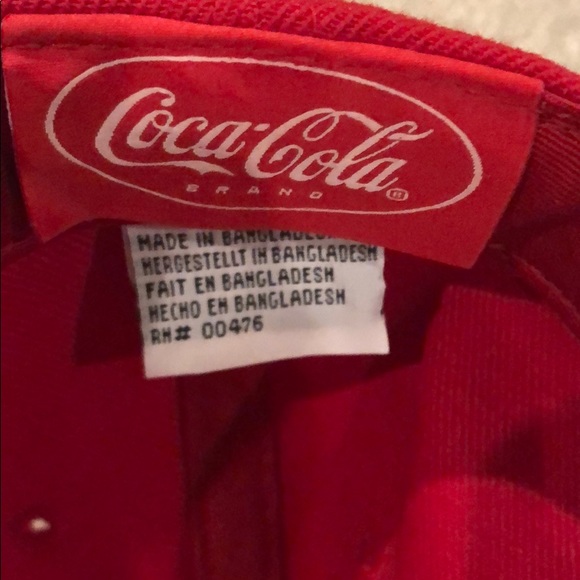 Coca-Cola ®
BRAND
MADE IN BANGLADESH
HERGESTELLT IN BANGLADESH
FAIT EN BANGLADESH
HECHO EN BANGLADESH
RN# 00476